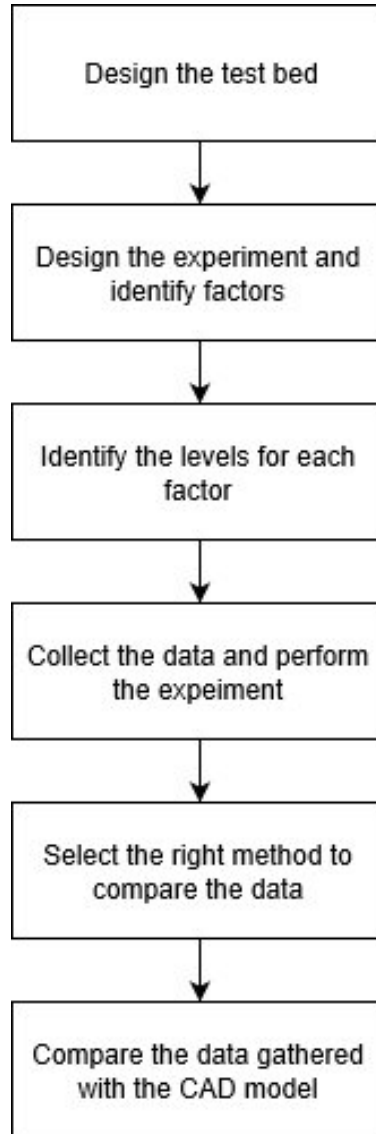 Design the test bed
Design the experiment and
identify factors
Identify the levels for each
factor
Collect the data and perform
the expeiment
Select the right method to
compare the data
Compare the data gathered
with the CAD model